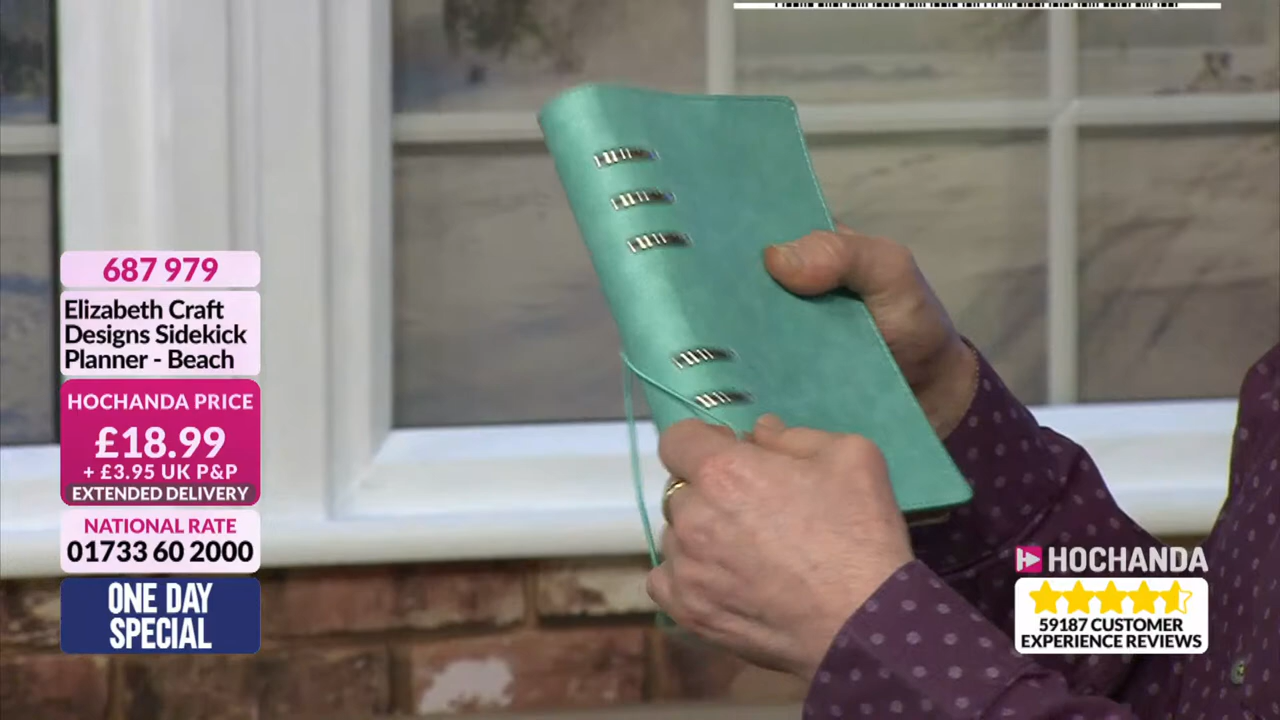 687 979
Elizabeth Craft
Designs Sidekick
Planner - Beach
HOCHANDA PRICE
£18.99
+ £3.95 UK P&P
EXTENDED DELIVERY
NATIONAL RATE
01733 60 2000
ONE DAY
SPECIAL
HOCHANDA
59187 CUSTOMER
EXPERIENCE REVIEWS